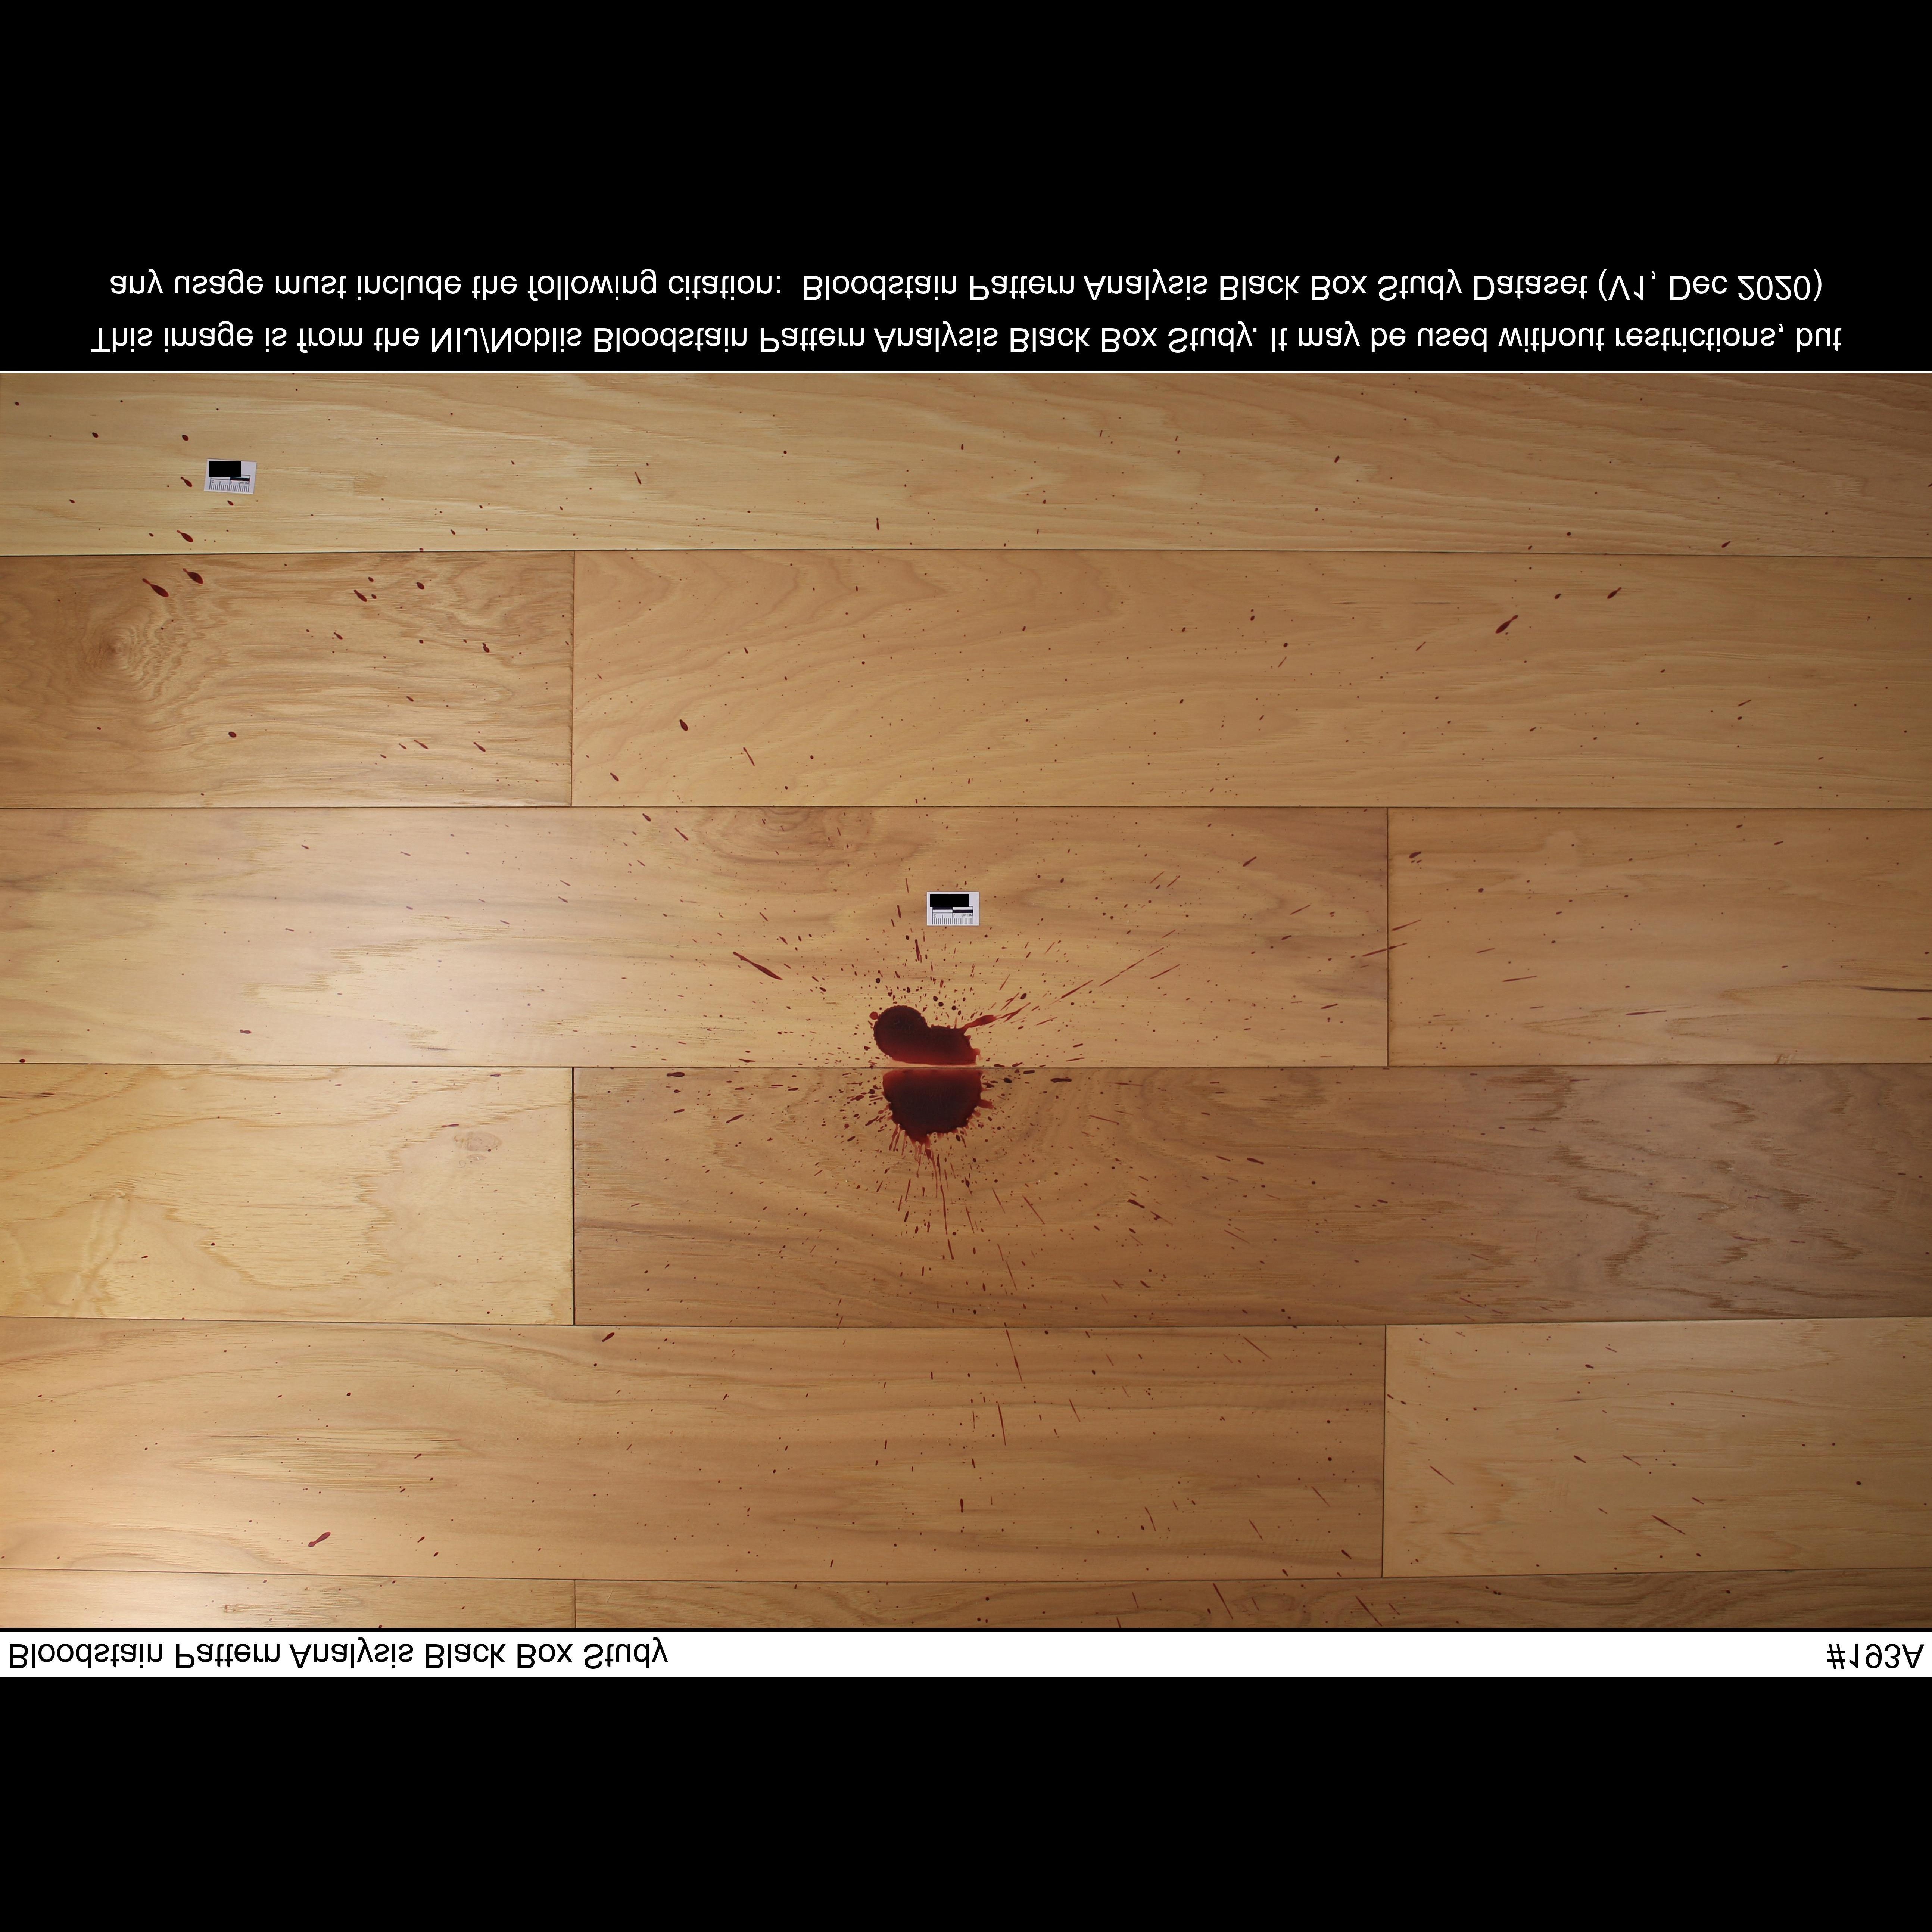 Bloodstain Pattern Analysis Black Box Study #193A
This image is from the NIJ/Noblis Bloodstain Pattern Analysis Black Box Study. It may be used without restrictions, but
any usage must include the following citation: Bloodstain Pattern Analysis Black Box Study Dataset (V1, Dec 2020)